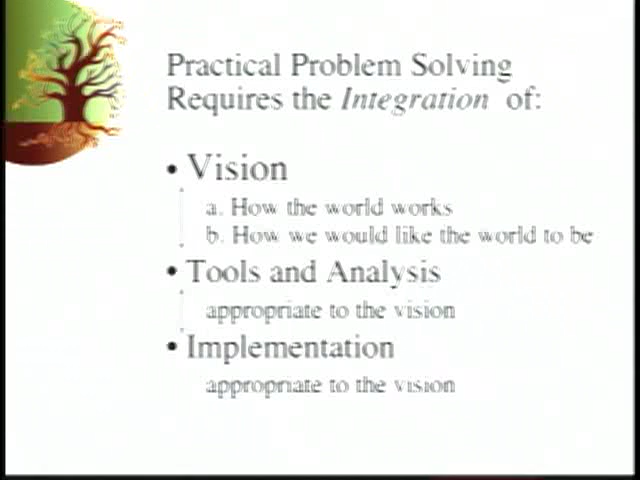 Practical Problem Solving
Requires the Integration of:
• Vision
a. How the world works
b. How we would like the world to be
• Tools and Analysis
appropriate to the vision
• Implementation
appropriate to the vision